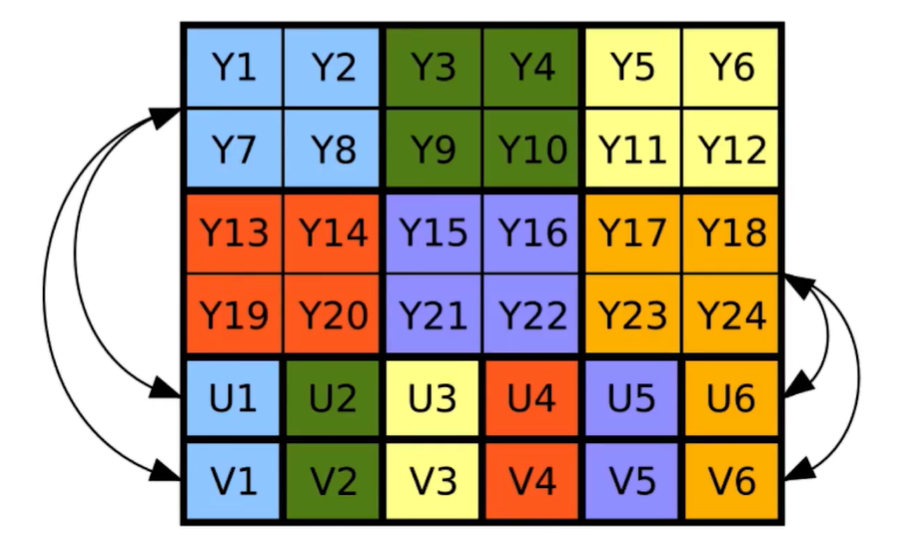 Y1 Y2 Y3 Y4 Y5 Y6
Y7 Y8 Y9 Y10 Y11 Y12
Y13 Y14 Y15 Y16 Y17 Y18
Y19 Y20 Y21 Y22 Y23 Y24
U1 U2 U3 U4 U5 U6
V1 V2 V3 V4 V5 V6